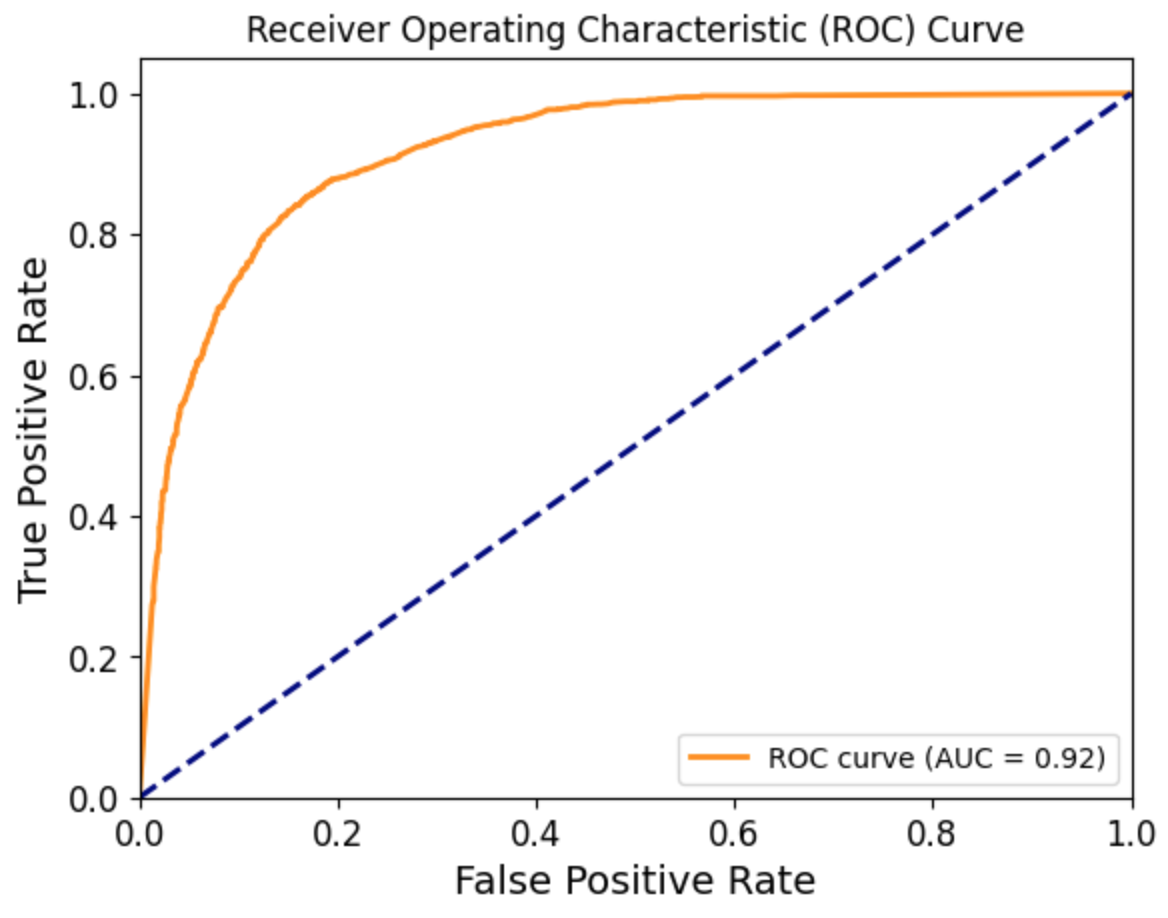 Receiver Operating Characteristic (ROC) Curve
True Positive Rate
1.0
0.8
0.6
0.4
0.2
0.0
0.0 0.2 0.4 0.6 0.8 1.0
False Positive Rate
ROC curve (AUC = 0.92)